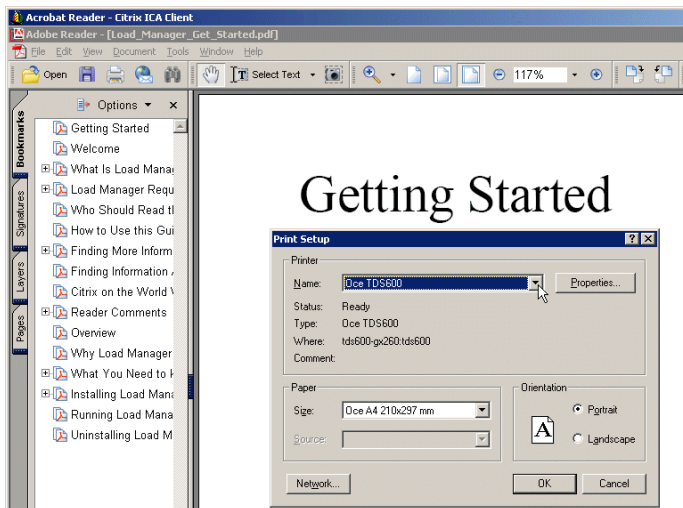 Acrobat Reader - Citrix ICA Client
Adobe Reader - [Load_Manager_Get_Started.pdf]
File Edit View Document Tools Window Help
Open Select Text 117%
Options
Bookmarks
Signatures
Layers
Pages
Getting Started
Welcome
What Is Load Mana
Load Manager Requ
Who Should Read t
How to Use this Gui
Finding More Inform
Finding Information
Citrix on the World
Reader Comments
Overview
Why Load Manager
What You Need to
Installing Load Mana
Running Load Mana
Uninstalling Load M
Getting Started
Print Setup
Printer
Name: Oce TDS600 Properties...
Status: Ready
Type: Oce TDS600
Where: tds600-gx260:tds600
Comment:
Paper
Size: Oce A4 210x297 mm
Source:
Orientation
Portrait
A
Landscape
Network... OK Cancel